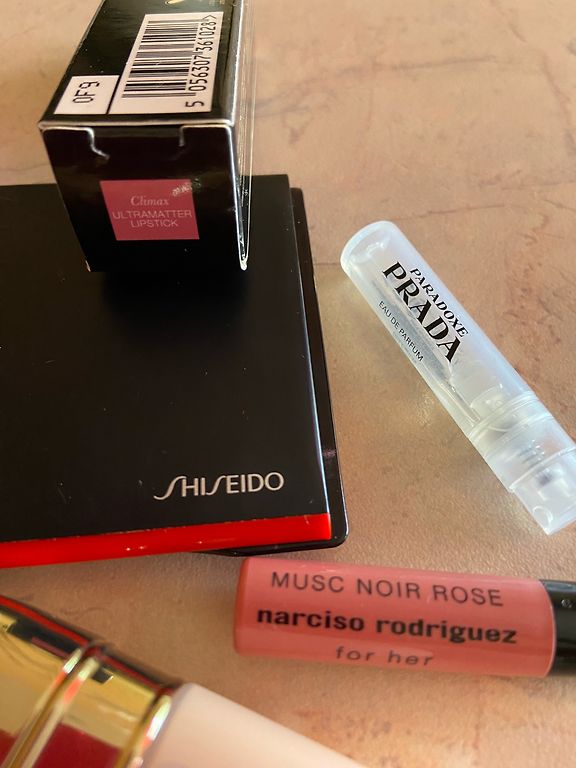 0F9
5 056307 361028>
Climax
ULTRAMATTER
LIPSTICK
PARADOXE
PRADA
EAU DE PARFUM
SHISEIDO
MUSC NOIR ROSE
narciso rodriguez
for her